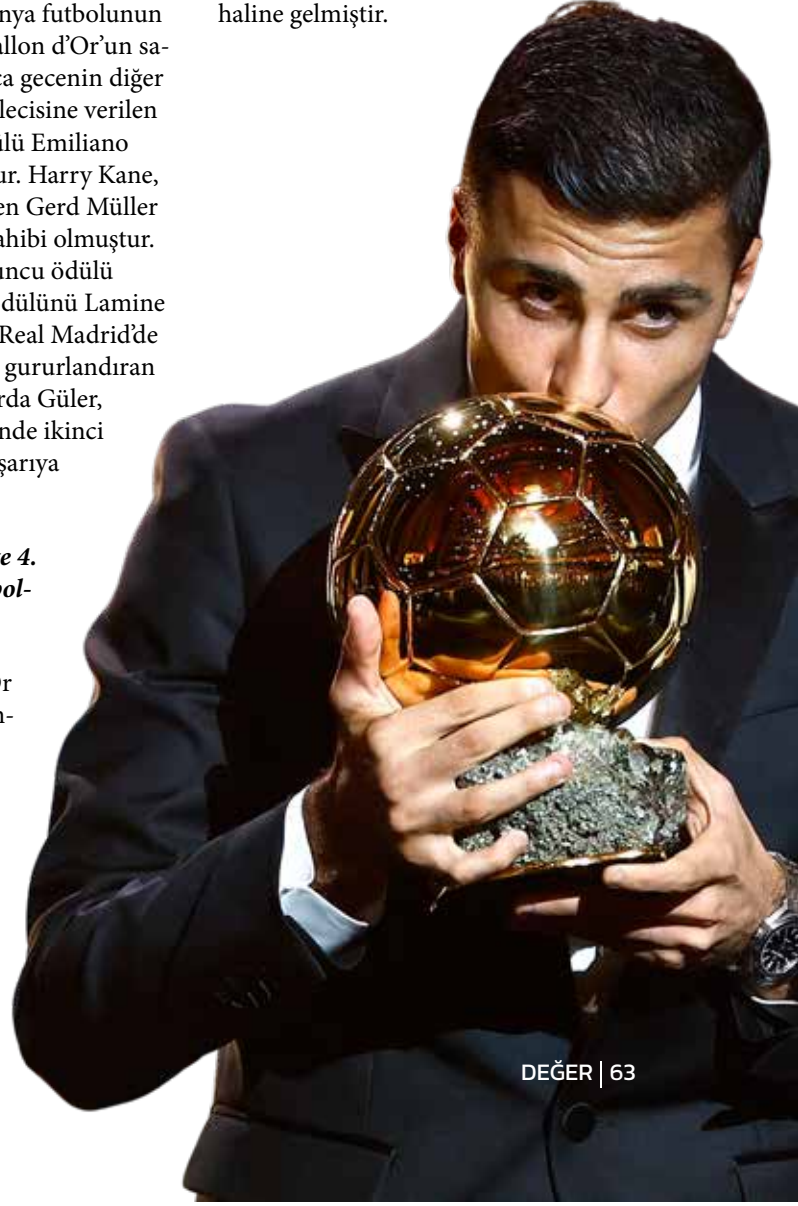 nya futbolunun
allon d’Or’un sa-
ca gecenin diğer
lecisine verilen
ülü Emiliano
ur. Harry Kane,
en Gerd Müller
ahibi olmuştur.
uncu ödülü
dülünü Lamine
Real Madrid’de
gururlandıran
rda Güler,
nde ikinci
şarıya
e 4.
ol-
r
n-
haline gelmiştir.
DEĞER | 63